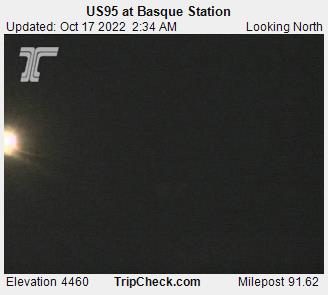 US95 at Basque Station
Updated: Oct 17 2022 2:34 AM Looking North
Elevation 4460 TripCheck.com Milepost 91.62